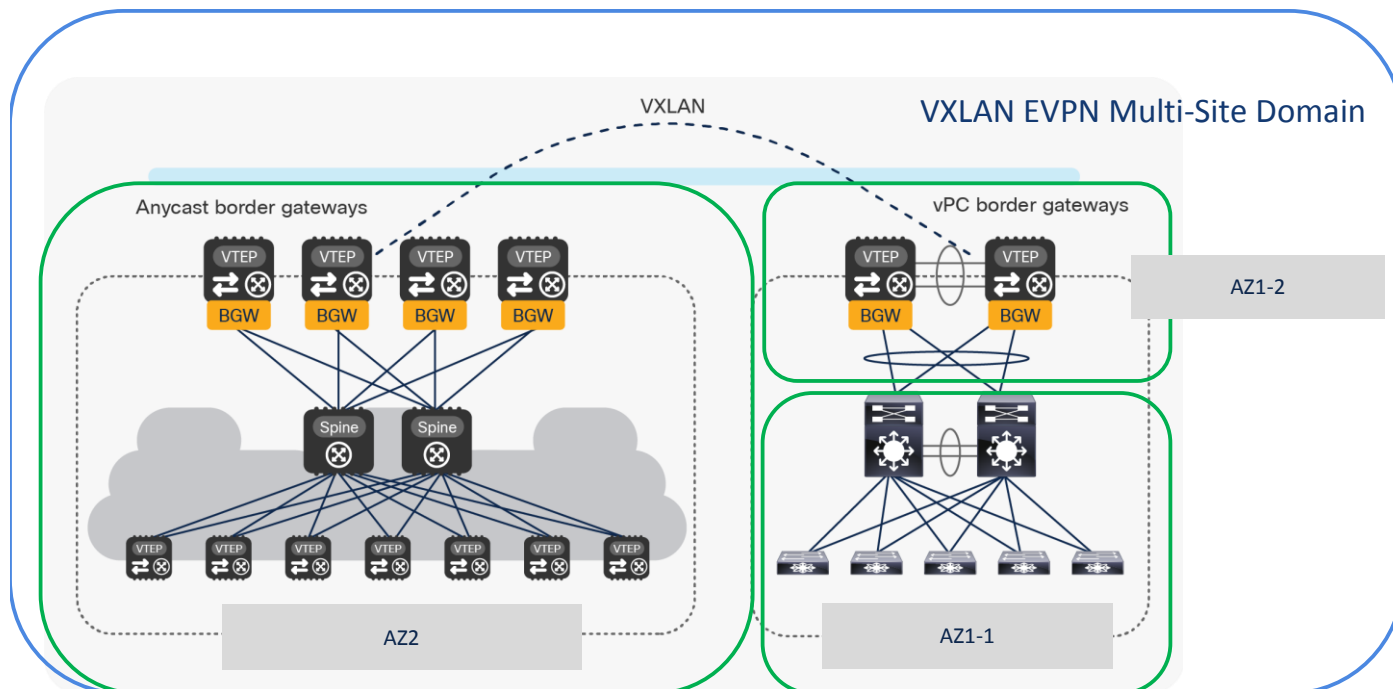 VXLAN
VXLAN EVPN Multi-Site Domain
Anycast border gateways
vPC border gateways
VTEP
VTEP
VTEP
VTEP
VTEP
VTEP
BGW
BGW
BGW
BGW
BGW
BGW
AZ1-2
Spine
Spine
VTEP
VTEP
VTEP
VTEP
VTEP
VTEP
VTEP
AZ2
AZ1-1